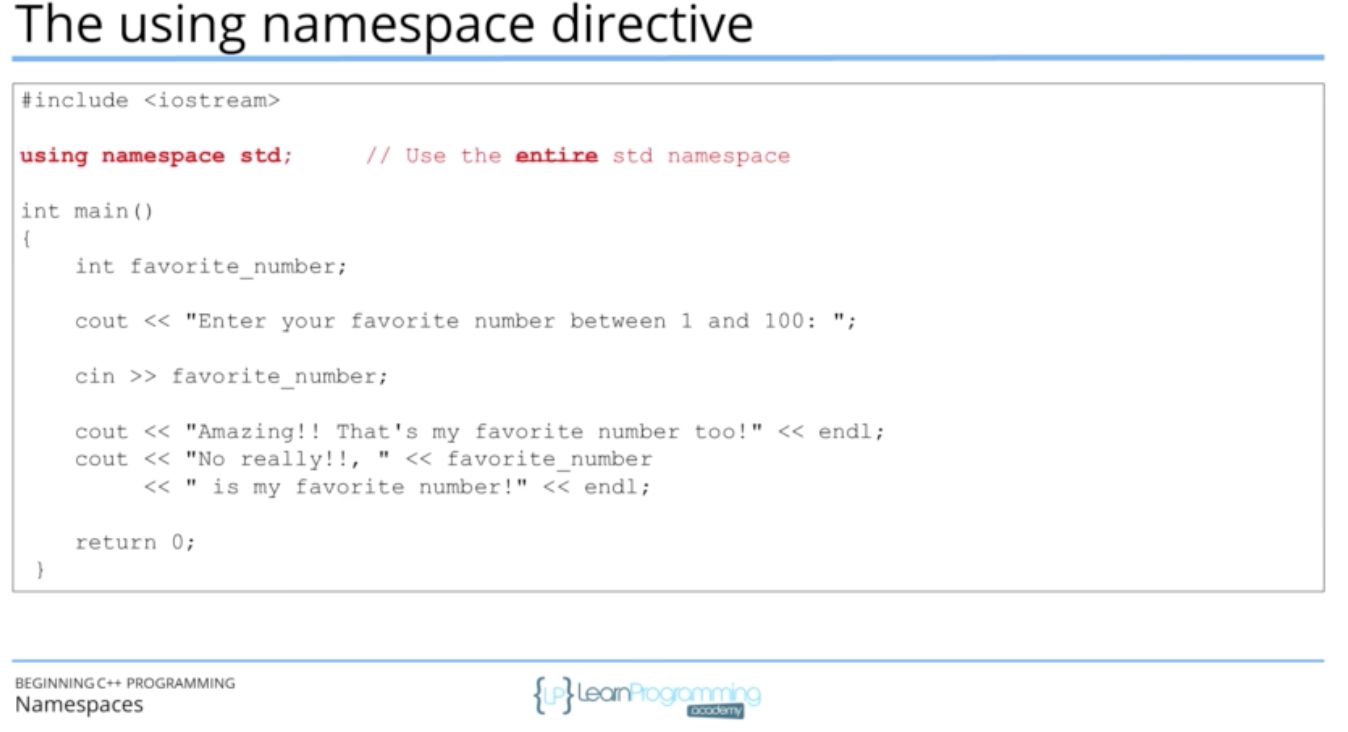 The using namespace directive
#include <iostream>
using namespace std;      // Use the entire std namespace
int main()
{
    int favorite_number;
    cout << "Enter your favorite number between 1 and 100: ";
    cin >> favorite_number;
    cout << "Amazing!! That's my favorite number too!" << endl;
    cout << "No really!!, " << favorite_number
         << " is my favorite number!" << endl;
    return 0;
}
BEGINNING C++ PROGRAMMING
Namespaces
{LP} LearnProgramming
academy